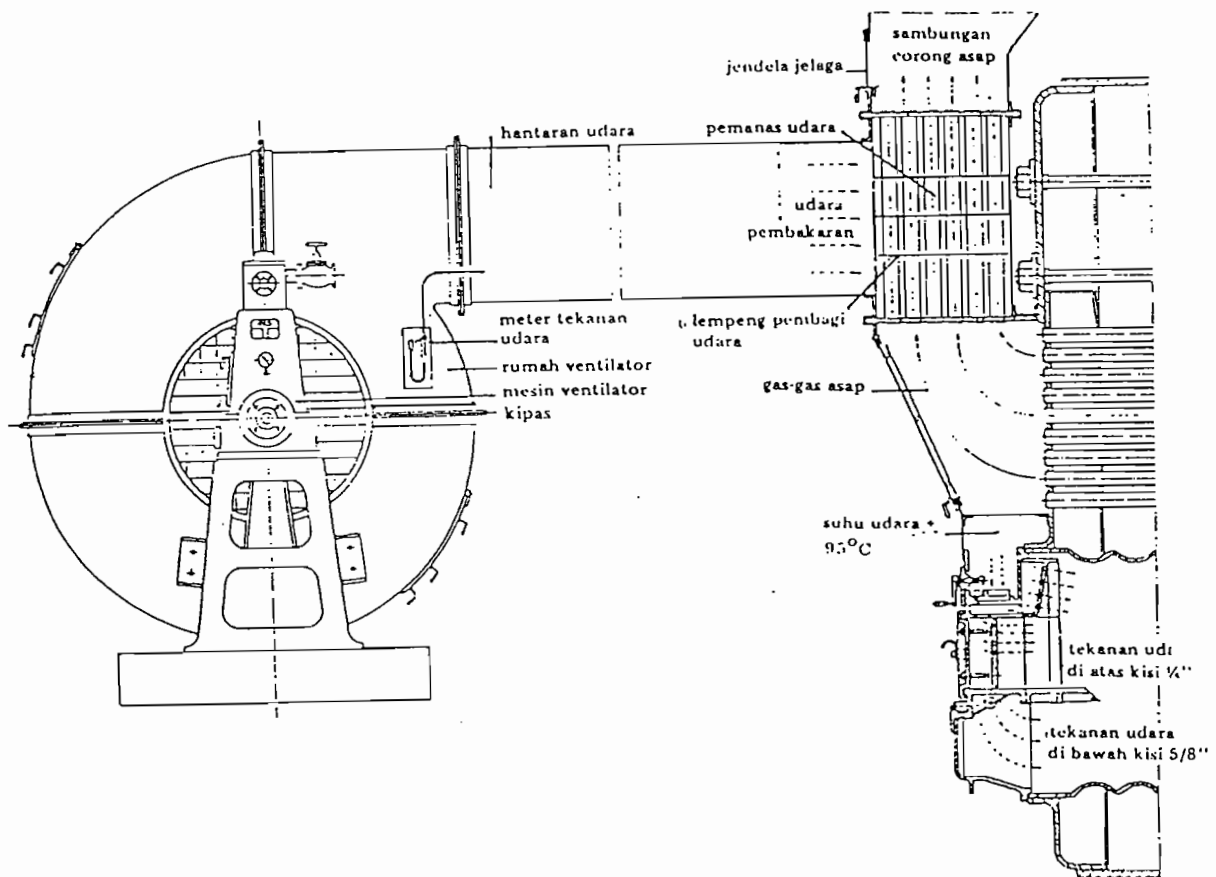 sambungan
corong asap
jendela jelaga
hantaran udara
pemanas udara
udara
pembakaran
meter tekanan
udara
lempeng pembagi
udara
rumah ventilator
mesin ventilator
kipas
gas-gas asap
suhu udara ±
95°C
tekanan ud
di atas kisi ¼"
tekanan udara
di bawah kisi 5/8"